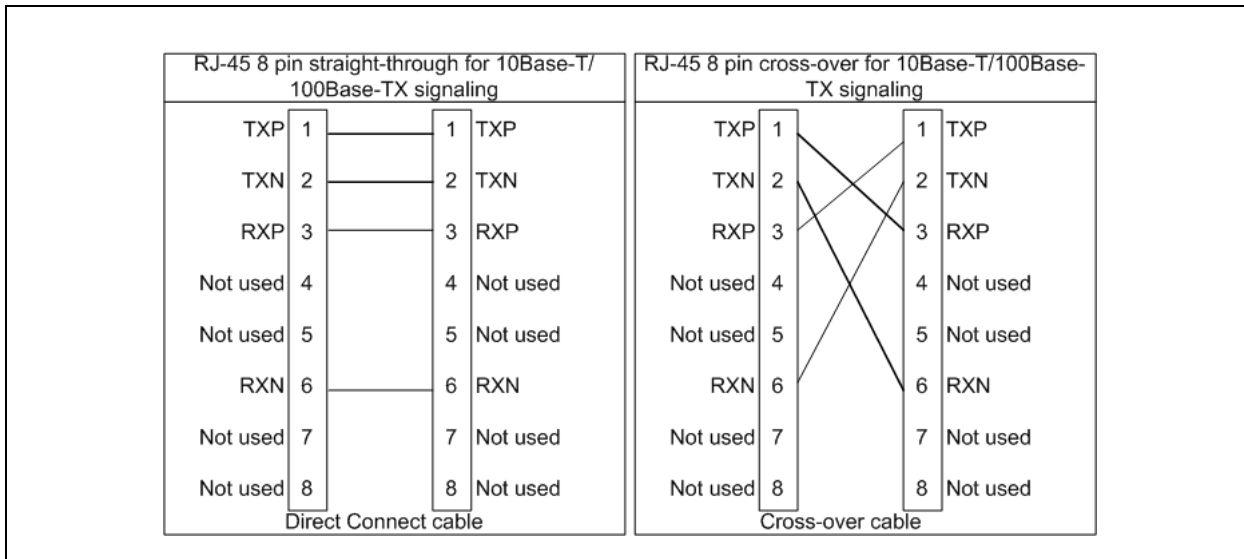 RJ-45 8 pin straight-through for 10Base-T/
100Base-TX signaling
TXP 1 1 TXP
TXN 2 2 TXN
RXP 3 3 RXP
Not used 4 4 Not used
Not used 5 5 Not used
RXN 6 6 RXN
Not used 7 7 Not used
Not used 8 8 Not used
Direct Connect cable
RJ-45 8 pin cross-over for 10Base-T/100Base-
TX signaling
TXP 1 1 TXP
TXN 2 2 TXN
RXP 3 3 RXP
Not used 4 4 Not used
Not used 5 5 Not used
RXN 6 6 RXN
Not used 7 7 Not used
Not used 8 8 Not used
Cross-over cable